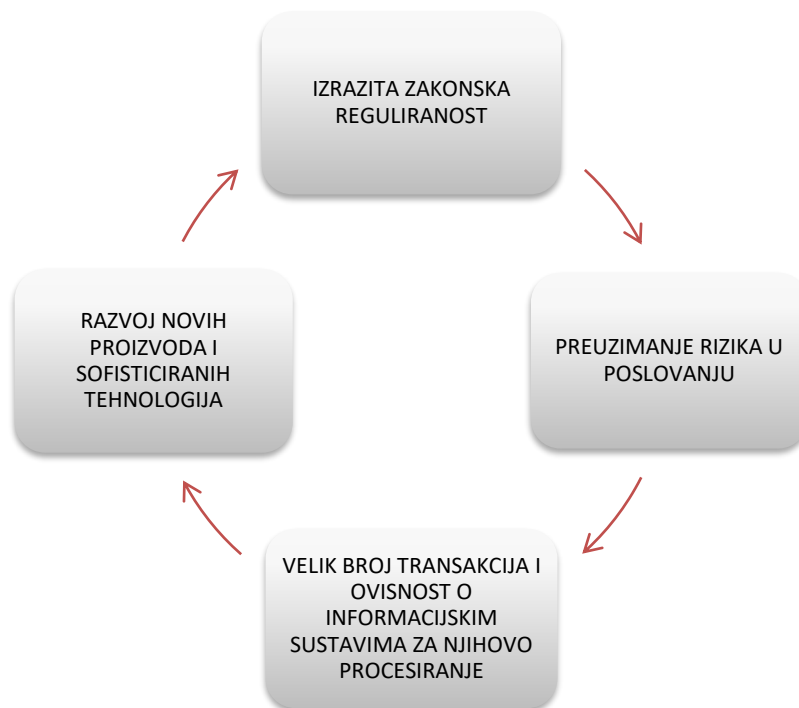 IZRAZITA ZAKONSKA
REGULIRANOST
PREUZIMANJE RIZIKA U
POSLOVANJU
VELIK BROJ TRANSAKCIJA I
OVISNOST O
INFORMACIJSKIM
SUSTAVIMA ZA NJIHOVO
PROCESIRANJE
RAZVOJ NOVIH
PROIZVODA I
SOFISTICIRANIH
TEHNOLOGIJA